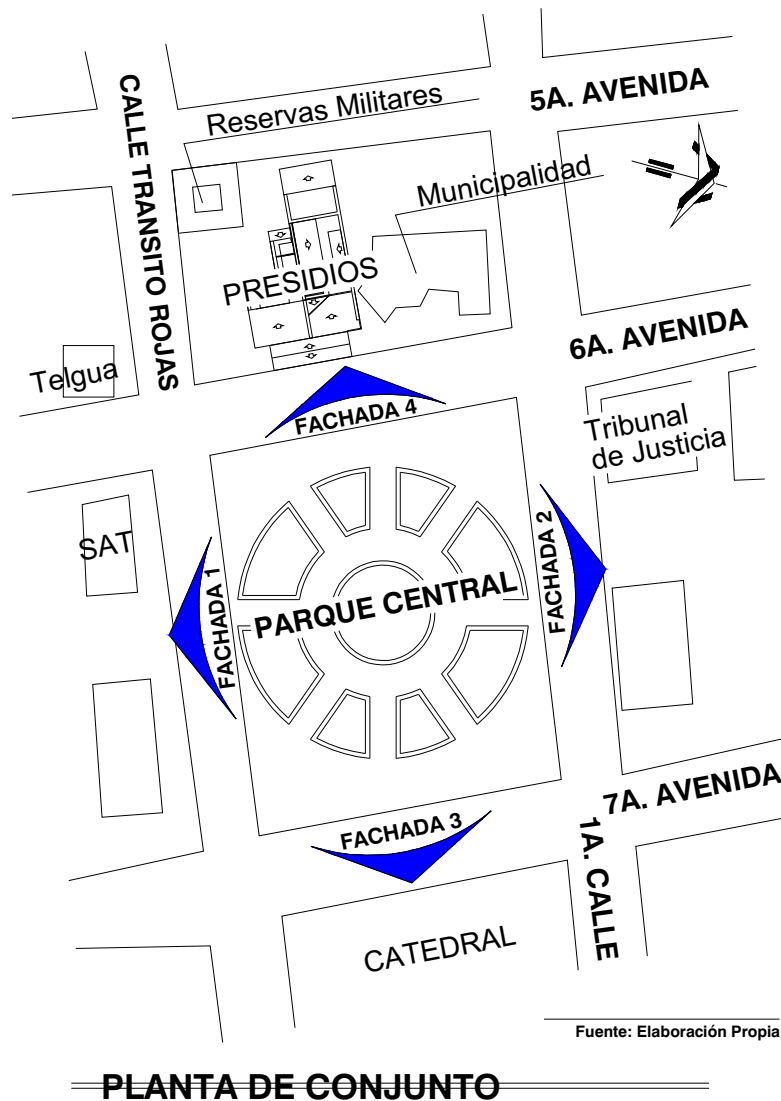 CALLE TRANSITO ROJAS
Reservas Militares
5A. AVENIDA
Municipalidad
PRESIDIOS
6A. AVENIDA
Telgua
FACHADA 4
Tribunal
de Justicia
SAT
FACHADA 1
FACHADA 2
PARQUE CENTRAL
7A. AVENIDA
FACHADA 3
1A. CALLE
CATEDRAL
Fuente: Elaboración Propia
PLANTA DE CONJUNTO